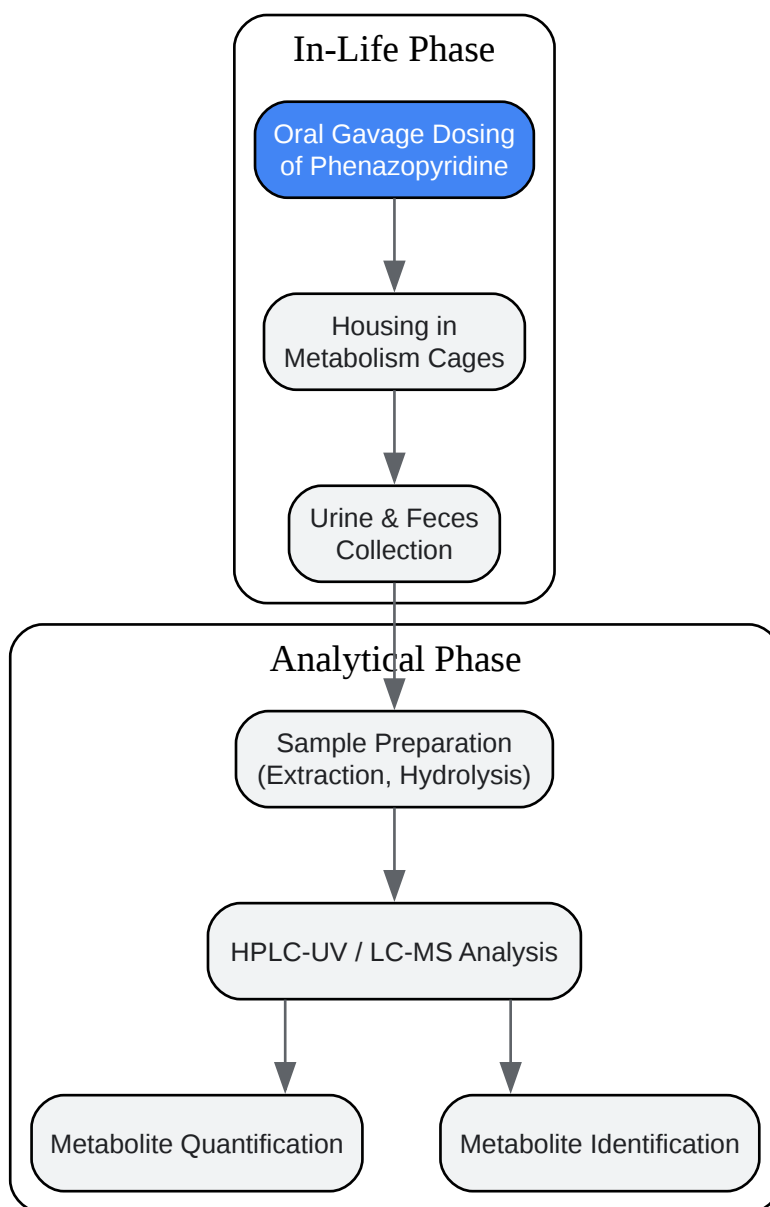 In-Life Phase
Oral Gavage Dosing
of Phenazopyridine
Housing in
Metabolism Cages
Urine & Feces
Collection
Analytical Phase
Sample Preparation
(Extraction, Hydrolysis)
HPLC-UV / LC-MS Analysis
Metabolite Quantification
Metabolite Identification